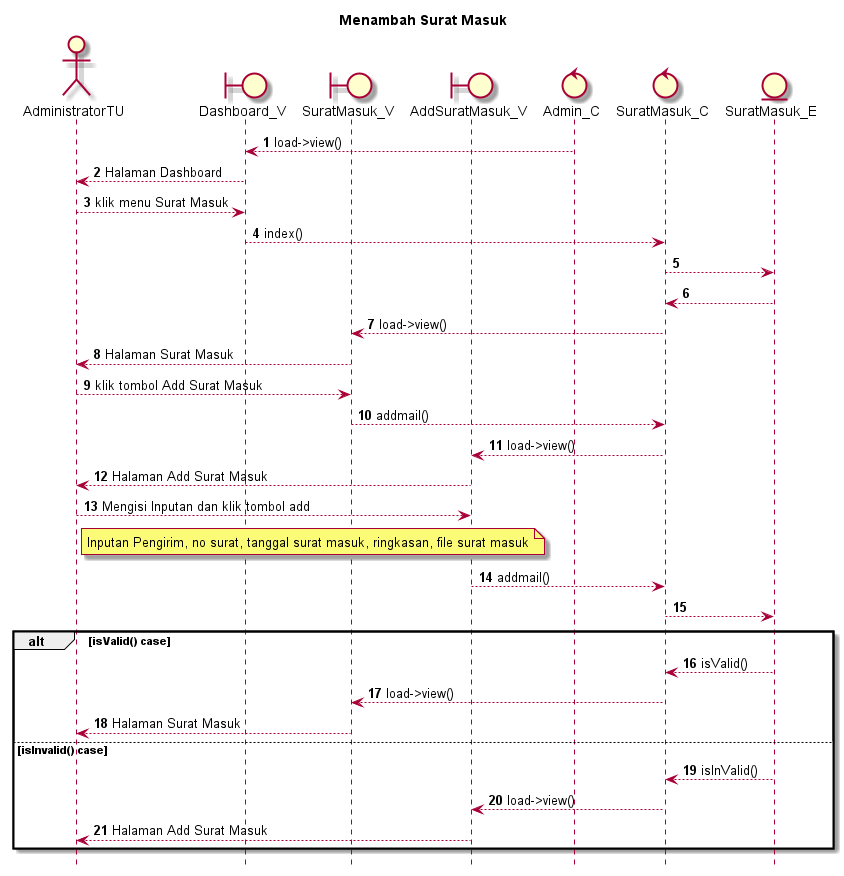 Menambah Surat Masuk
AdministratorTU
Dashboard_V
SuratMasuk_V
AddSuratMasuk_V
Admin_C
SuratMasuk_C
SuratMasuk_E
1 load->view()
2 Halaman Dashboard
3 klik menu Surat Masuk
4 index()
5
6
7 load->view()
8 Halaman Surat Masuk
9 klik tombol Add Surat Masuk
10 addmail()
11 load->view()
12 Halaman Add Surat Masuk
13 Mengisi Inputan dan klik tombol add
Inputan Pengirim, no surat, tanggal surat masuk, ringkasan, file surat masuk
14 addmail()
15
alt [isValid() case]
16 isValid()
17 load->view()
18 Halaman Surat Masuk
[isInvalid() case]
19 isInValid()
20 load->view()
21 Halaman Add Surat Masuk